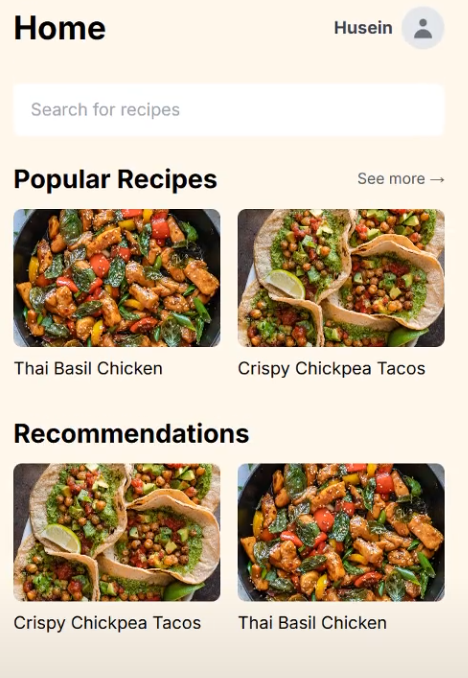 Home
Husein
Search for recipes
Popular Recipes
See more →
Thai Basil Chicken
Crispy Chickpea Tacos
Recommendations
Crispy Chickpea Tacos
Thai Basil Chicken